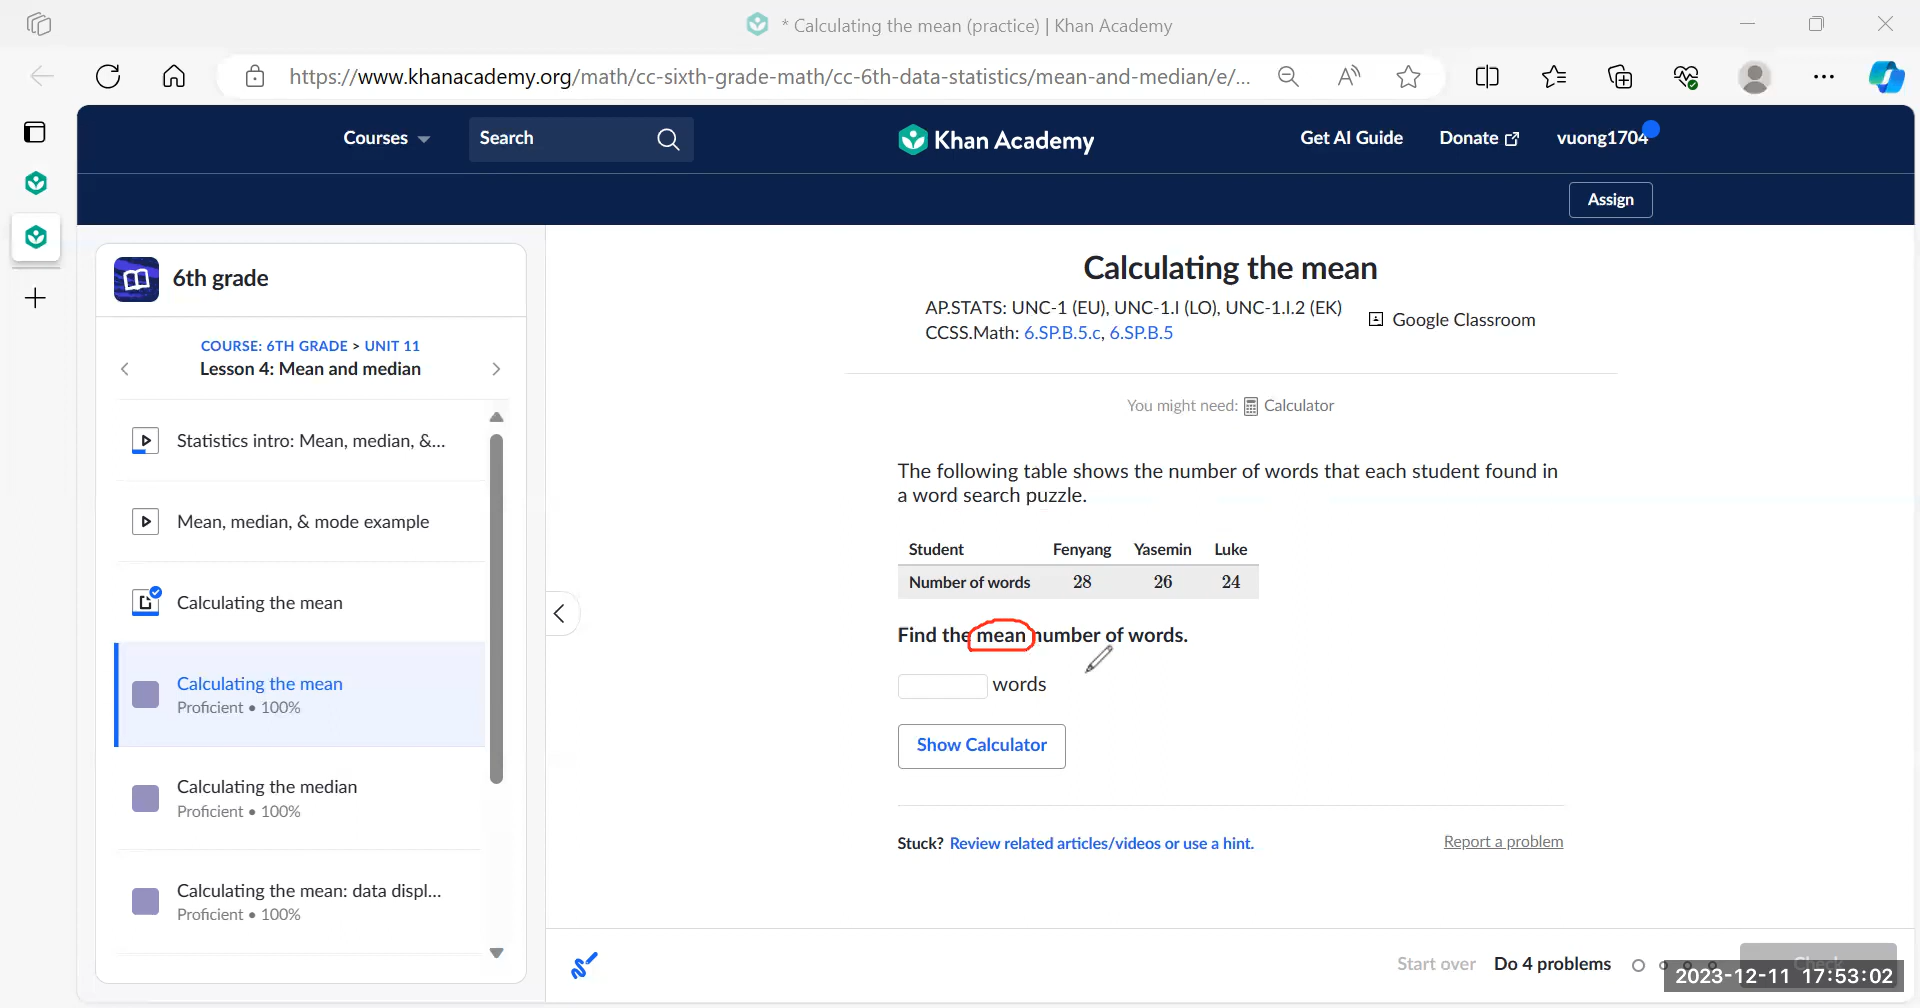 * Calculating the mean (practice) | Khan Academy
https://www.khanacademy.org/math/cc-sixth-grade-math/cc-6th-data-statistics/mean-and-median/e/...
Courses
Search
Khan Academy
Get AI Guide
Donate
vuong1704
Assign
6th grade
COURSE: 6TH GRADE > UNIT 11
Lesson 4: Mean and median
Statistics intro: Mean, median, &...
Mean, median, & mode example
Calculating the mean
Calculating the mean
Proficient • 100%
Calculating the median
Proficient • 100%
Calculating the mean: data displ...
Proficient • 100%
Calculating the mean
AP.STATS: UNC-1 (EU), UNC-1.I (LO), UNC-1.I.2 (EK)
CCSS.Math: 6.SP.B.5.c, 6.SP.B.5
Google Classroom
You might need: Calculator
The following table shows the number of words that each student found in
a word search puzzle.
Student Fenyang Yasemin Luke
Number of words 28 26 24
Find the mean number of words.
words
Show Calculator
Stuck? Review related articles/videos or use a hint.
Report a problem
Start over
Do 4 problems
Check
2023-12-11 17:53:02